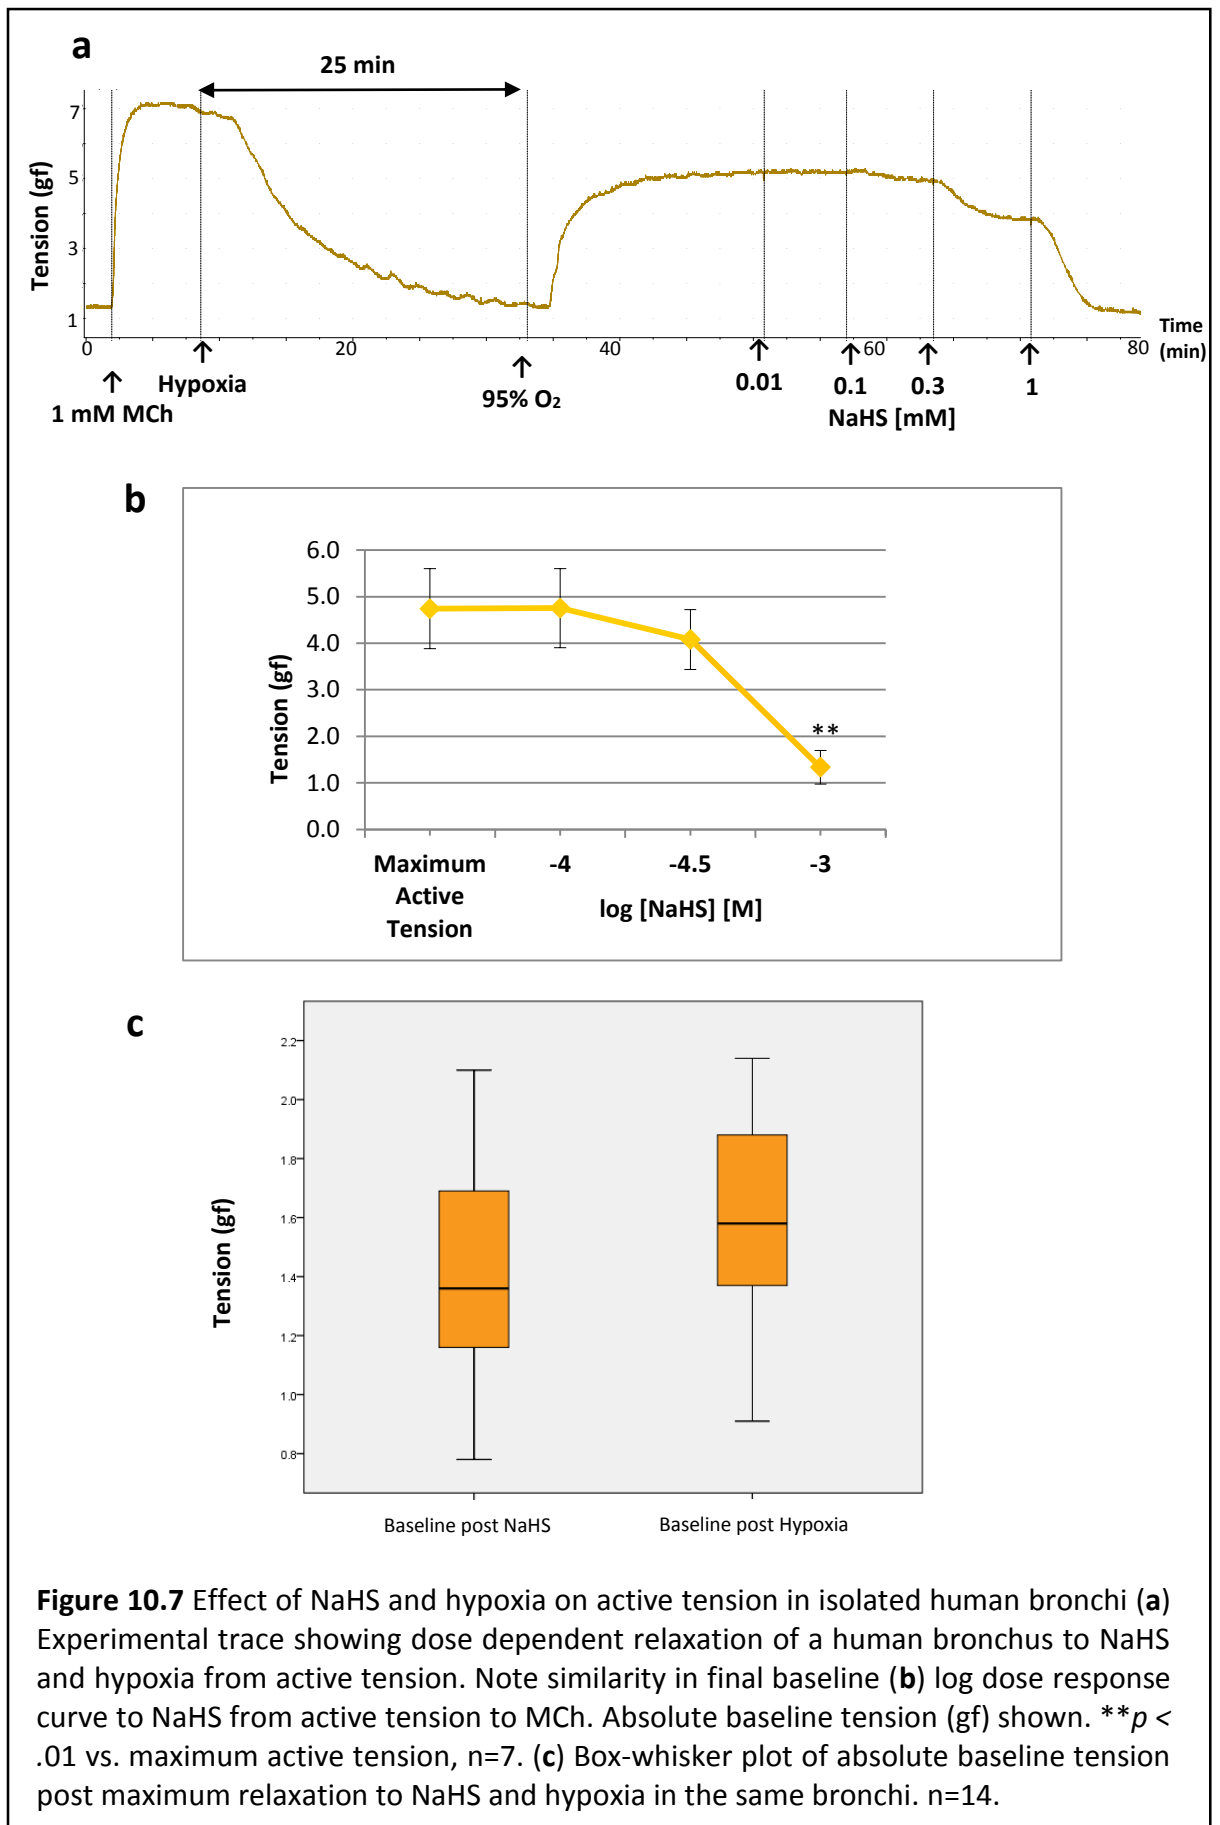 a
25 min
7
5
3
1
Tension (gf)
0
20
40
60
80
Time
(min)
Hypoxia
1 mM MCh
95% O₂
0.01
0.1
0.3
1
NaHS [mM]
b
6.0
5.0
4.0
3.0
2.0
1.0
0.0
Tension (gf)
**
Maximum
Active
Tension
-4
-4.5
-3
log [NaHS] [M]
c
2.2
2.0
1.8
1.6
1.4
1.2
1.0
0.8
Tension (gf)
Baseline post NaHS
Baseline post Hypoxia
Figure 10.7 Effect of NaHS and hypoxia on active tension in isolated human bronchi (a)
Experimental trace showing dose dependent relaxation of a human bronchus to NaHS
and hypoxia from active tension. Note similarity in final baseline (b) log dose response
curve to NaHS from active tension to MCh. Absolute baseline tension (gf) shown. **p <
.01 vs. maximum active tension, n=7. (c) Box-whisker plot of absolute baseline tension
post maximum relaxation to NaHS and hypoxia in the same bronchi. n=14.